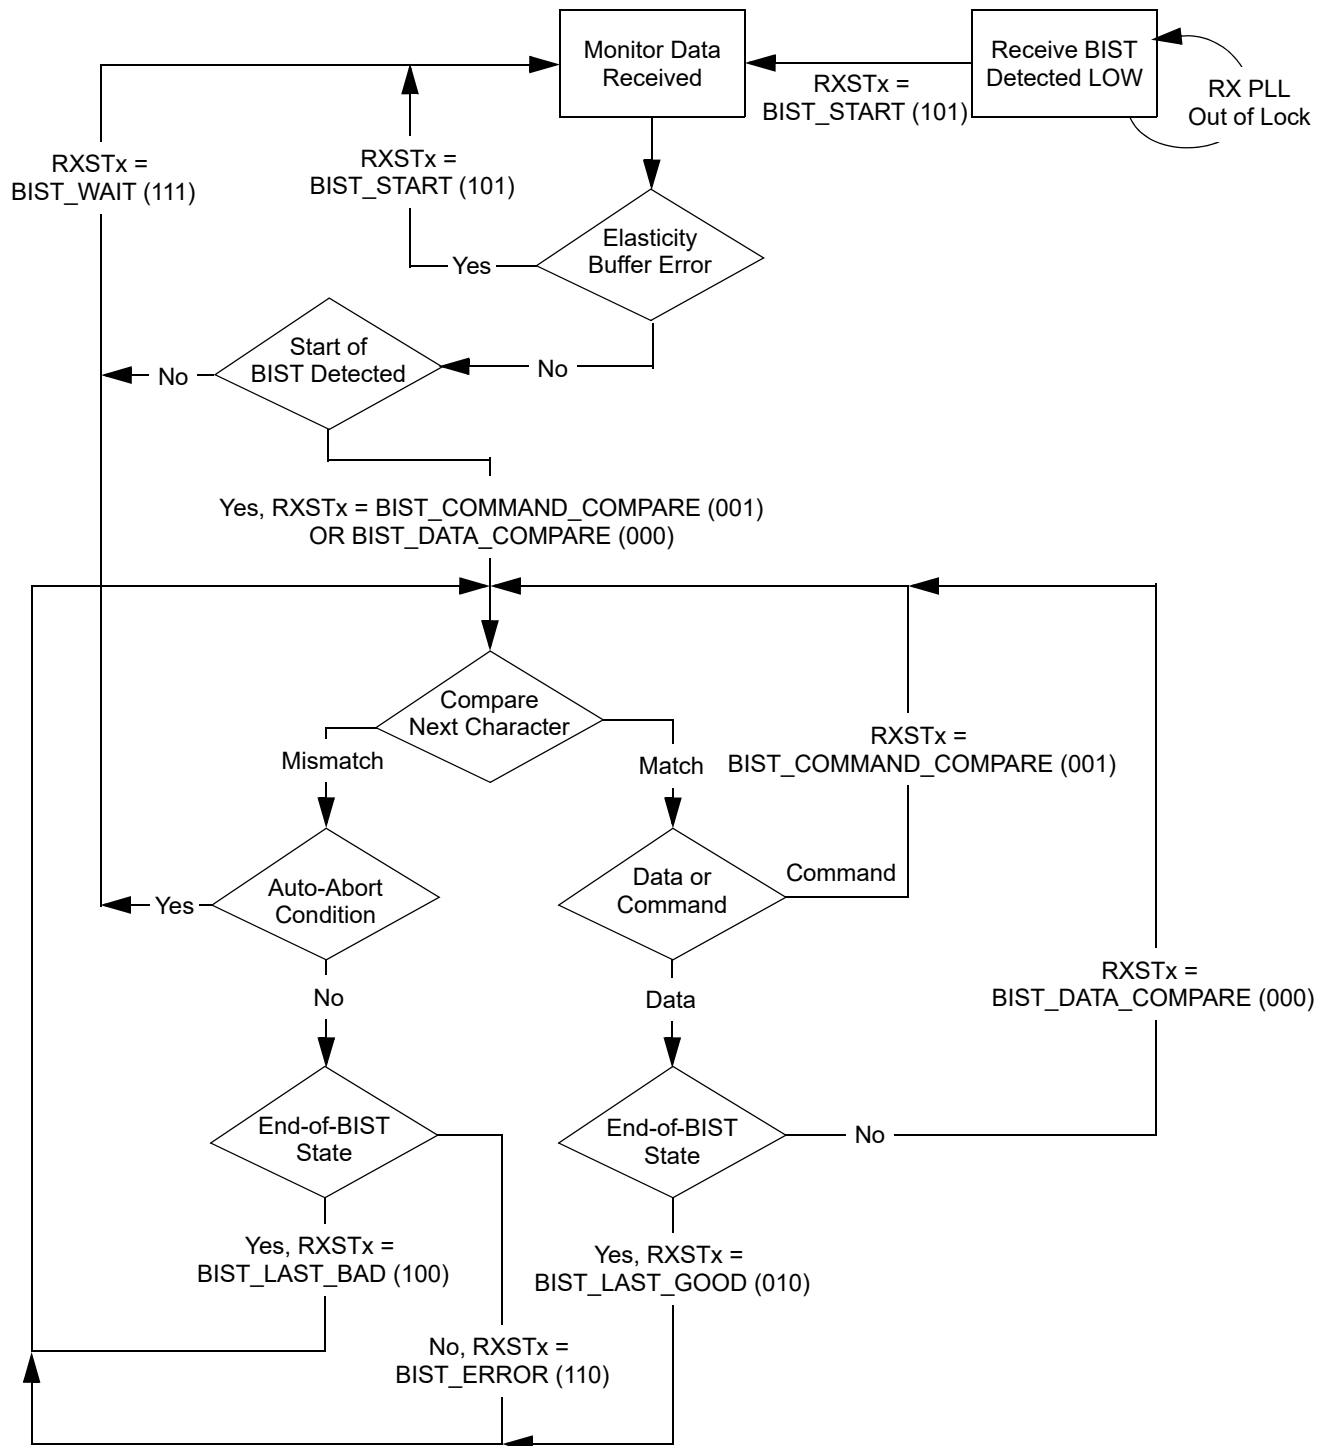 Monitor Data
Received
Receive BIST
Detected LOW
RX PLL
Out of Lock
RXSTx =
BIST_START (101)
RXSTx =
BIST_WAIT (111)
RXSTx =
BIST_START (101)
Elasticity
Buffer Error
Yes
Start of
BIST Detected
No
No
Yes, RXSTx = BIST_COMMAND_COMPARE (001)
OR BIST_DATA_COMPARE (000)
Compare
Next Character
Mismatch
Match
RXSTx =
BIST_COMMAND_COMPARE (001)
Auto-Abort
Condition
Yes
Data or
Command
Command
No
Data
RXSTx =
BIST_DATA_COMPARE (000)
End-of-BIST
State
End-of-BIST
State
No
Yes, RXSTx =
BIST_LAST_BAD (100)
Yes, RXSTx =
BIST_LAST_GOOD (010)
No, RXSTx =
BIST_ERROR (110)